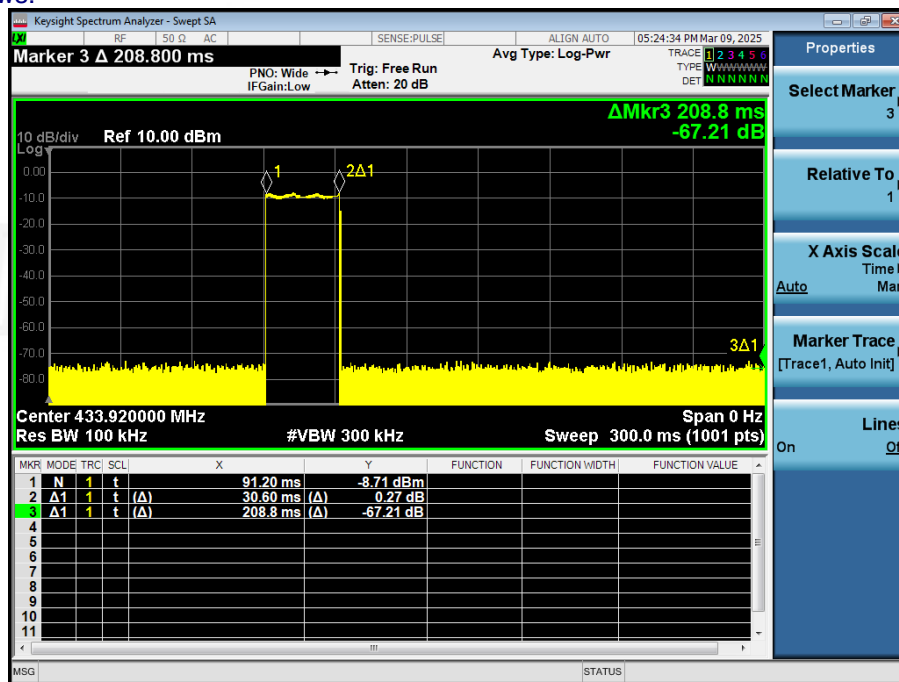 ws.
Keysight Spectrum Analyzer - Swept SA
LXI RF 50 Ω AC SENSE:PULSE ALIGN AUTO 05:24:34 PM Mar 09, 2025
Marker 3 Δ 208.800 ms
PNO: Wide
IFGain:Low
Trig: Free Run
Atten: 20 dB
Avg Type: Log-Pwr
TRACE 1 2 3 4 5 6
TYPE WWWWWW
DET N N N N N N
ΔMkr3 208.8 ms
-67.21 dB
10 dB/div Ref 10.00 dBm
Log
0.00
-10.0
-20.0
-30.0
-40.0
-50.0
-60.0
-70.0
-80.0
1
2Δ1
3Δ1
Center 433.920000 MHz Span 0 Hz
Res BW 100 kHz #VBW 300 kHz Sweep 300.0 ms (1001 pts)
MKR MODE TRC SCL X Y FUNCTION FUNCTION WIDTH FUNCTION VALUE
1 N 1 t 91.20 ms -8.71 dBm
2 Δ1 1 t (Δ) 30.60 ms (Δ) 0.27 dB
3 Δ1 1 t (Δ) 208.8 ms (Δ) -67.21 dB
4
5
6
7
8
9
10
11
MSG STATUS
Properties
Select Marker
3
Relative To
1
X Axis Scale
Time
Auto Man
Marker Trace
[Trace1, Auto Init]
Lines
On Of